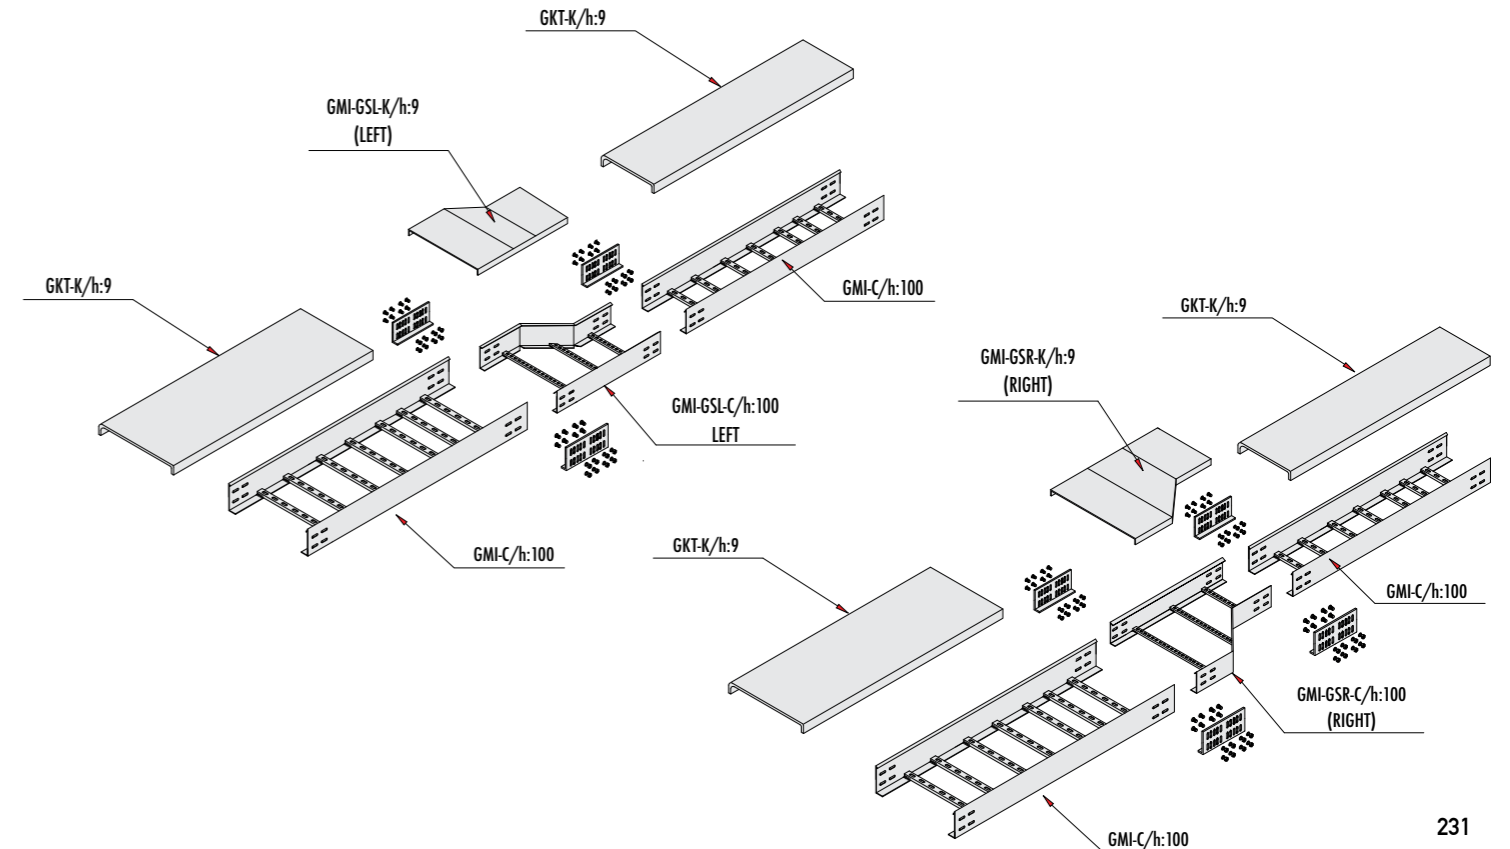 GKT-K/h:9
GMI-GSL-K/h:9
(LEFT)
GKT-K/h:9
GMI-C/h:100
GMI-GSL-C/h:100
LEFT
GMI-C/h:100
GKT-K/h:9
GMI-GSR-K/h:9
(RIGHT)
GKT-K/h:9
GMI-C/h:100
GMI-GSR-C/h:100
(RIGHT)
GMI-C/h:100
231